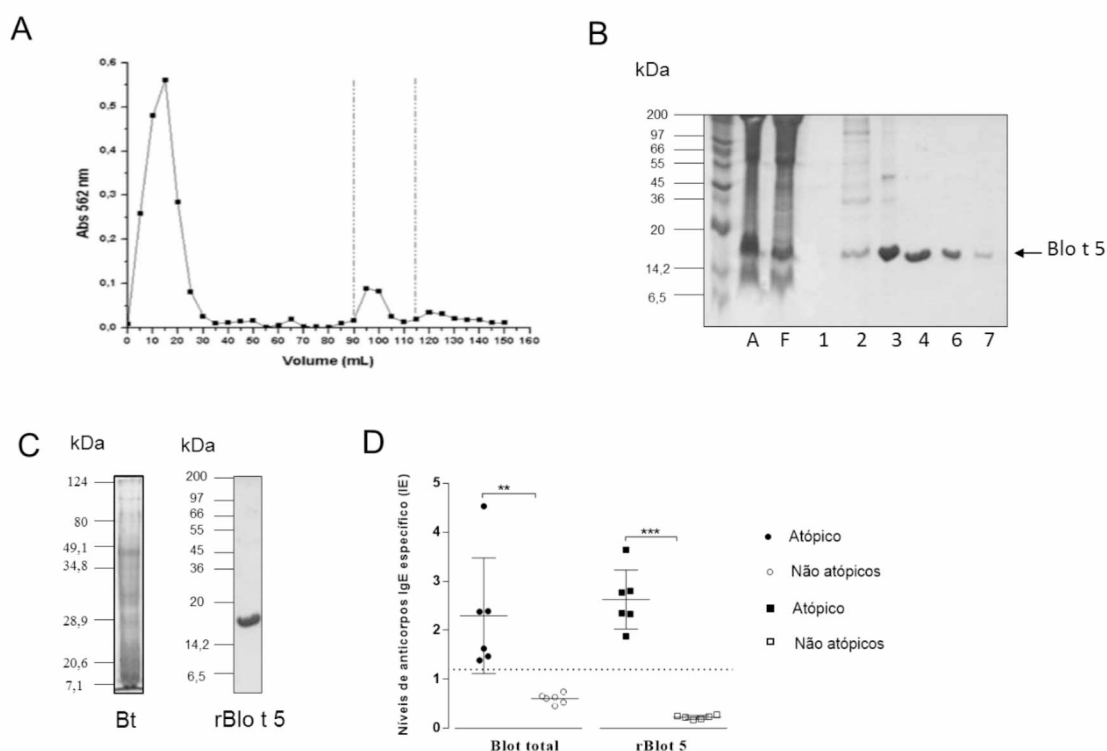 A
Abs 562 nm
0,6
0,5
0,4
0,3
0,2
0,1
0,0
0 10 20 30 40 50 60 70 80 90 100 110 120 130 140 150 160
Volume (mL)
B
kDa
200
97
66
55
45
36
20
14,2
6,5
Blo t 5
A F 1 2 3 4 6 7
C
kDa
124
80
49,1
34,8
28,9
20,6
7,1
Bt
kDa
200
97
66
55
45
36
20
14,2
6,5
rBlo t 5
D
Níveis de anticorpos IgE específico (IE)
5
4
3
2
1
0
**
***
Blot total
rBlot 5
Atópico
Não atópicos
Atópico
Não atópicos